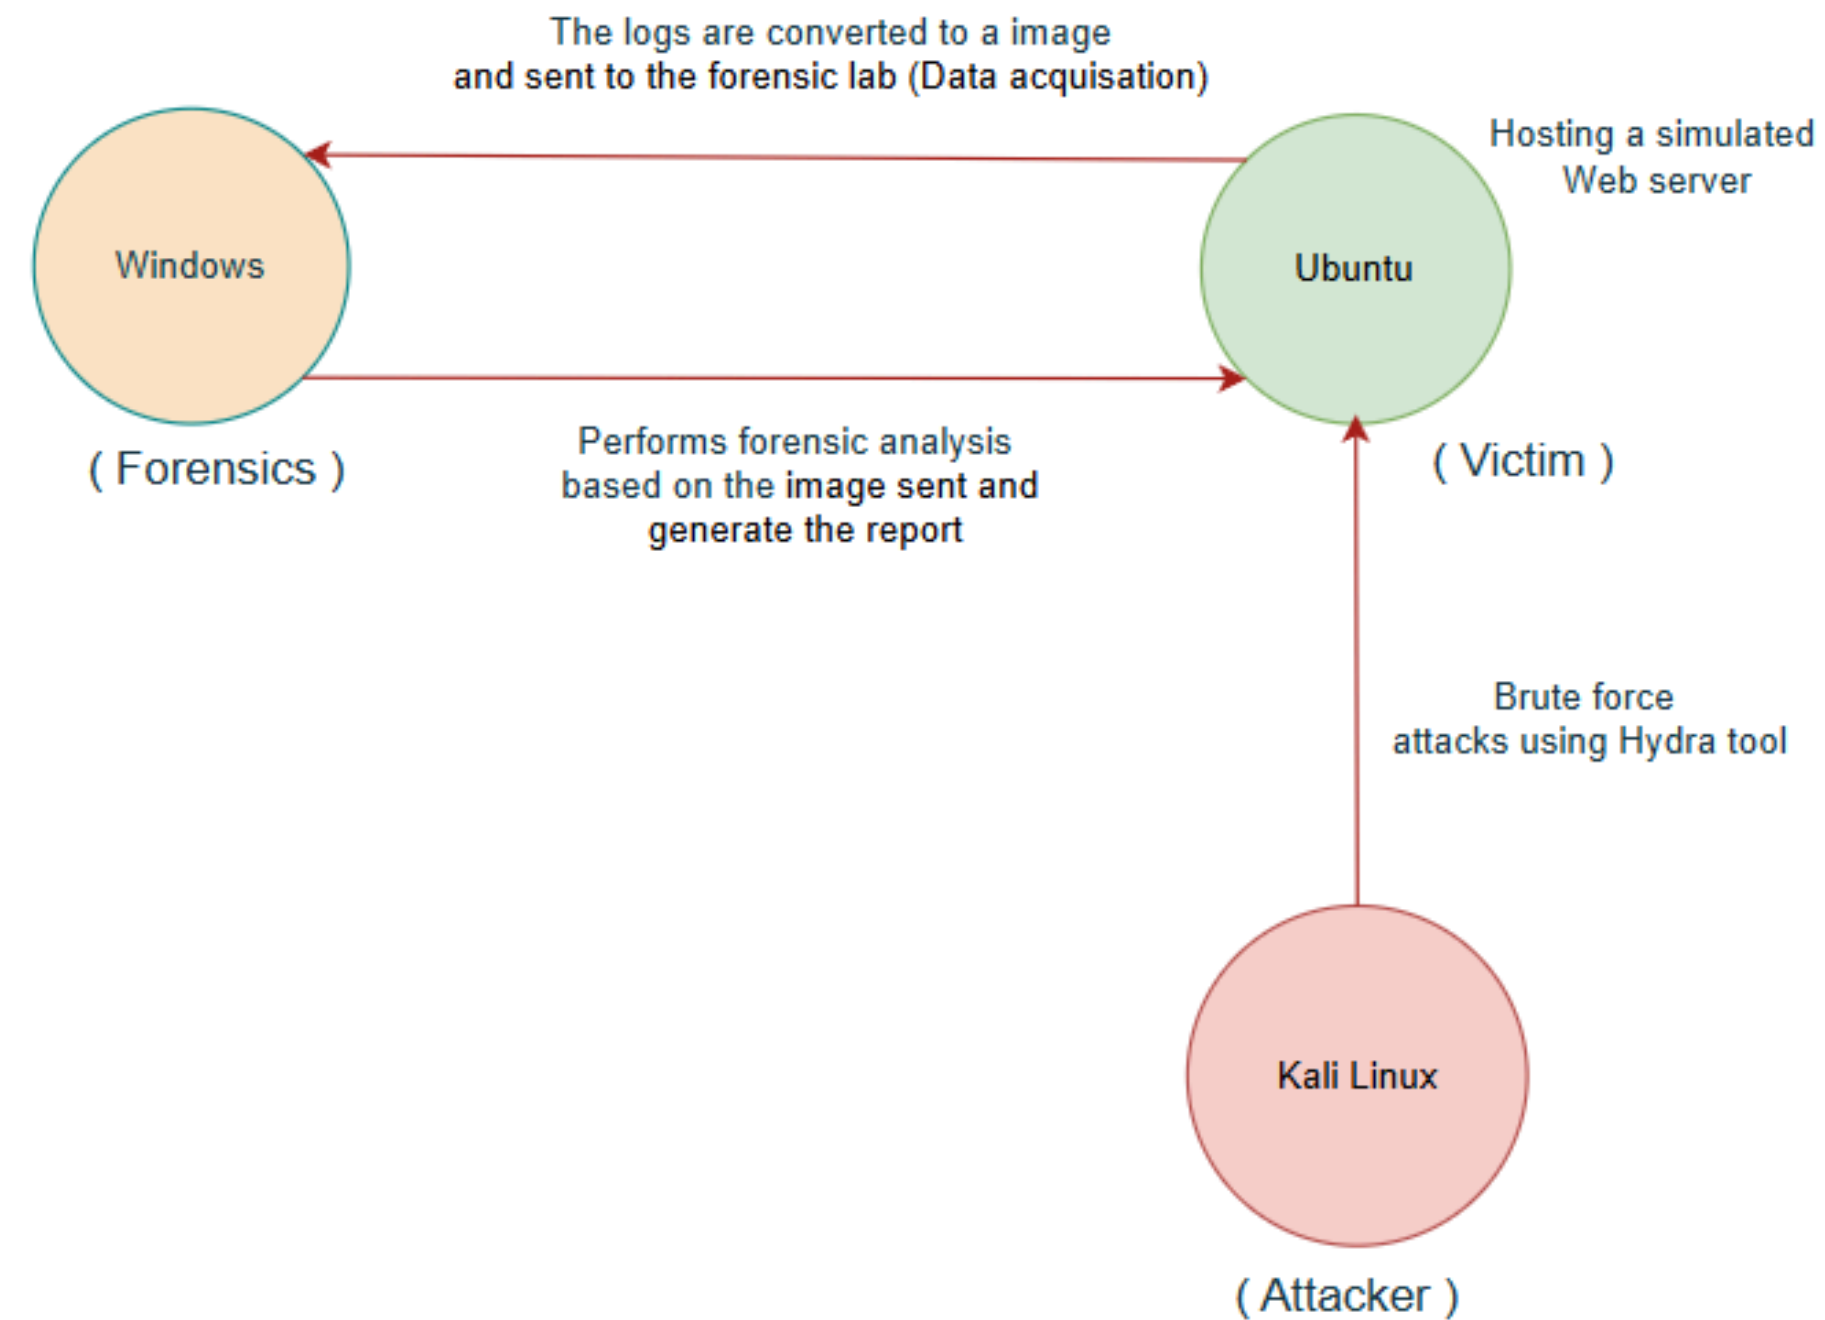 The logs are converted to a image
and sent to the forensic lab (Data acquisation)
Hosting a simulated
Web server
Windows
Ubuntu
( Forensics )
Performs forensic analysis
based on the image sent and
generate the report
( Victim )
Brute force
attacks using Hydra tool
Kali Linux
( Attacker )